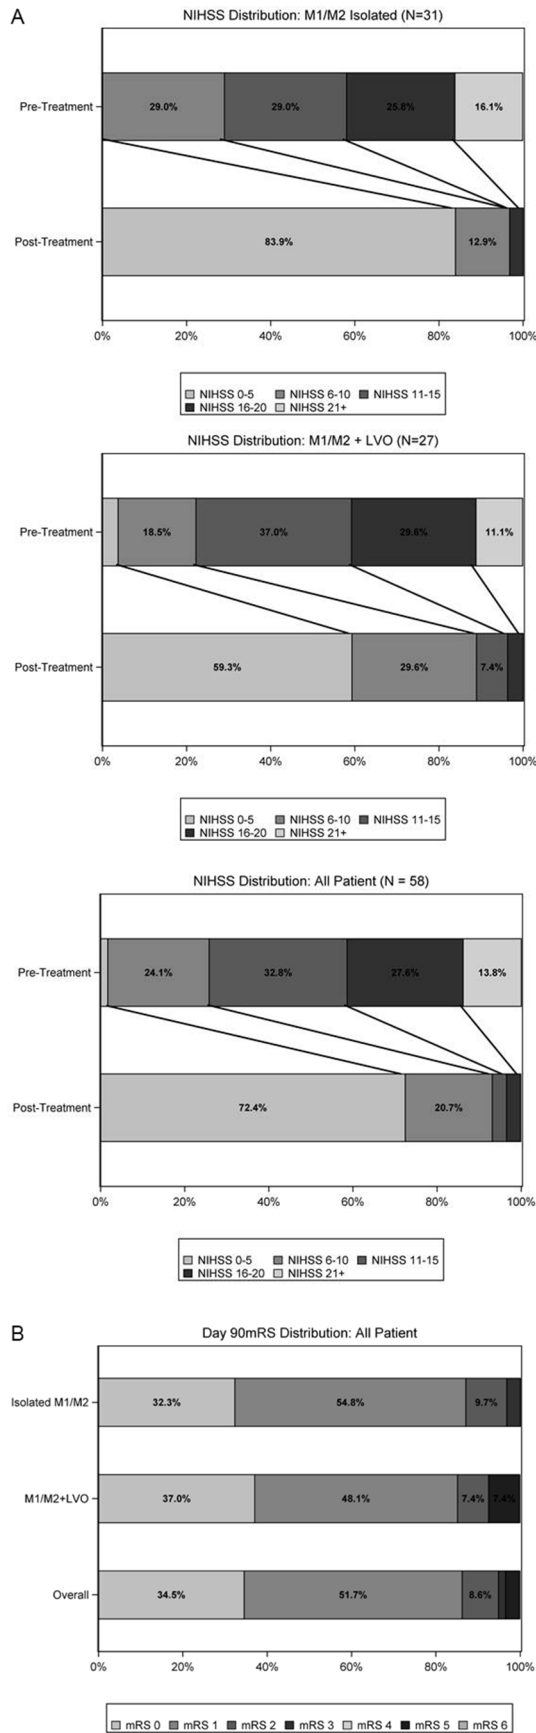 A
NIHSS Distribution: M1/M2 Isolated (N=31)
Pre-Treatment
29.0% 29.0% 25.8% 16.1%
Post-Treatment
83.9% 12.9%
0% 20% 40% 60% 80% 100%
NIHSS 0-5 NIHSS 6-10 NIHSS 11-15
NIHSS 16-20 NIHSS 21+
NIHSS Distribution: M1/M2 + LVO (N=27)
Pre-Treatment
18.5% 37.0% 29.6% 11.1%
Post-Treatment
59.3% 29.6% 7.4%
0% 20% 40% 60% 80% 100%
NIHSS 0-5 NIHSS 6-10 NIHSS 11-15
NIHSS 16-20 NIHSS 21+
NIHSS Distribution: All Patient (N = 58)
Pre-Treatment
24.1% 32.8% 27.6% 13.8%
Post-Treatment
72.4% 20.7%
0% 20% 40% 60% 80% 100%
NIHSS 0-5 NIHSS 6-10 NIHSS 11-15
NIHSS 16-20 NIHSS 21+
B
Day 90mRS Distribution: All Patient
Isolated M1/M2
32.3% 54.8% 9.7%
M1/M2+LVO
37.0% 48.1% 7.4% 7.4%
Overall
34.5% 51.7% 8.6%
0% 20% 40% 60% 80% 100%
mRS 0 mRS 1 mRS 2 mRS 3 mRS 4 mRS 5 mRS 6